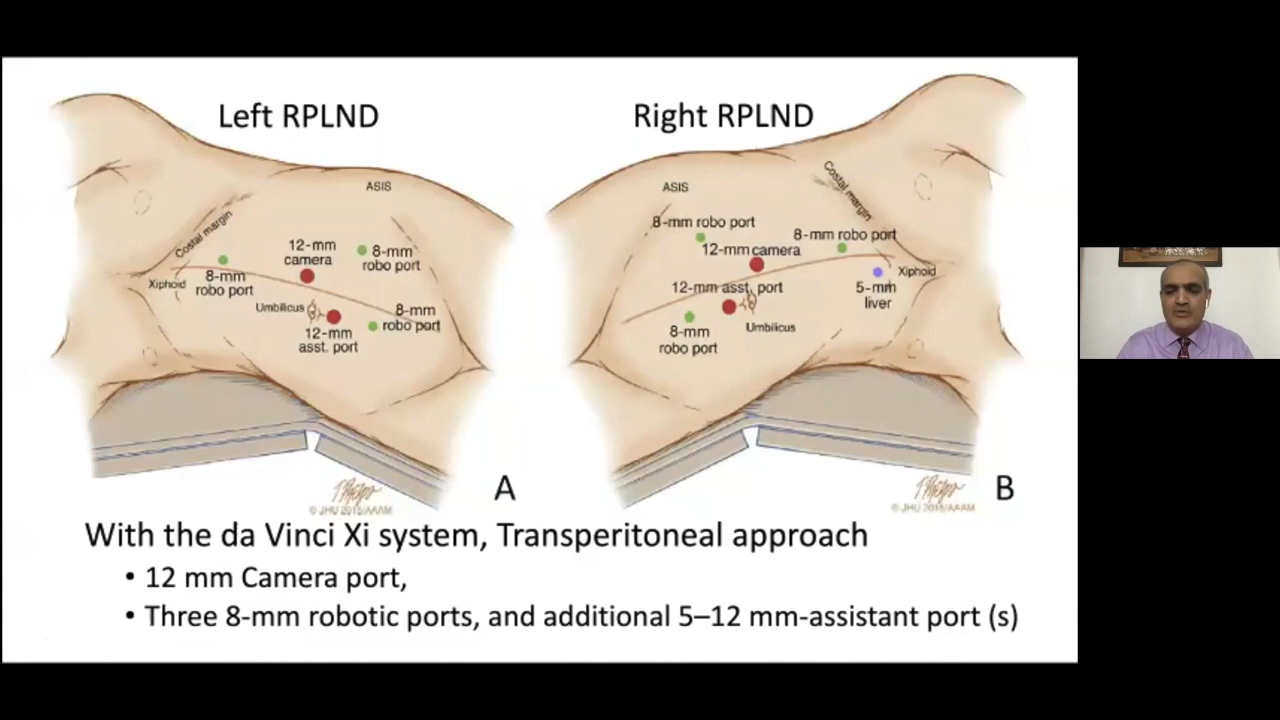 Left RPLND
ASIS
Costal margin
12-mm
camera
8-mm
robo port
8-mm
robo port
Xiphoid
Umbilicus
8-mm
robo port
12-mm
asst. port
© JHU 2015/AAAM
A
Right RPLND
Costal margin
ASIS
8-mm robo port
8-mm robo port
12-mm camera
Xiphoid
12-mm asst. port
5-mm
liver
Umbilicus
8-mm
robo port
© JHU 2015/AAAM
B
With the da Vinci Xi system, Transperitoneal approach
• 12 mm Camera port,
• Three 8-mm robotic ports, and additional 5–12 mm-assistant port (s)